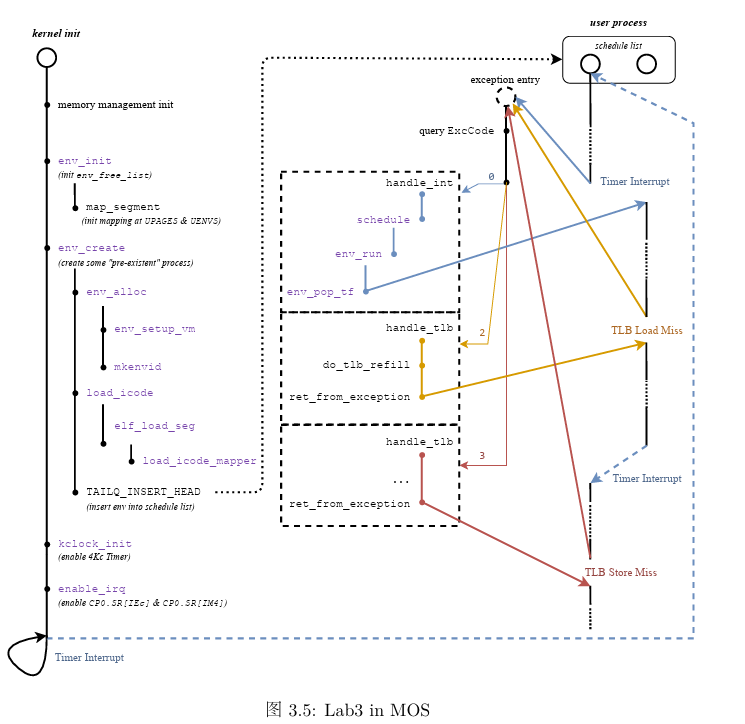 kernel init
memory management init
env_init
(init env_free_list)
map_segment
(init mapping at UPAGES & UENVS)
env_create
(create some "pre-existent" process)
env_alloc
env_setup_vm
mkenvid
load_icode
elf_load_seg
load_icode_mapper
TAILQ_INSERT_HEAD
(insert env into schedule list)
kclock_init
(enable 4Kc Timer)
enable_irq
(enable CP0.SR[IEc] & CP0.SR[IM4])
Timer Interrupt
exception entry
query ExcCode
0
handle_int
schedule
env_run
env_pop_tf
2
handle_tlb
do_tlb_refill
ret_from_exception
3
handle_tlb
...
ret_from_exception
user process
schedule list
Timer Interrupt
TLB Load Miss
Timer Interrupt
TLB Store Miss
图 3.5: Lab3 in MOS